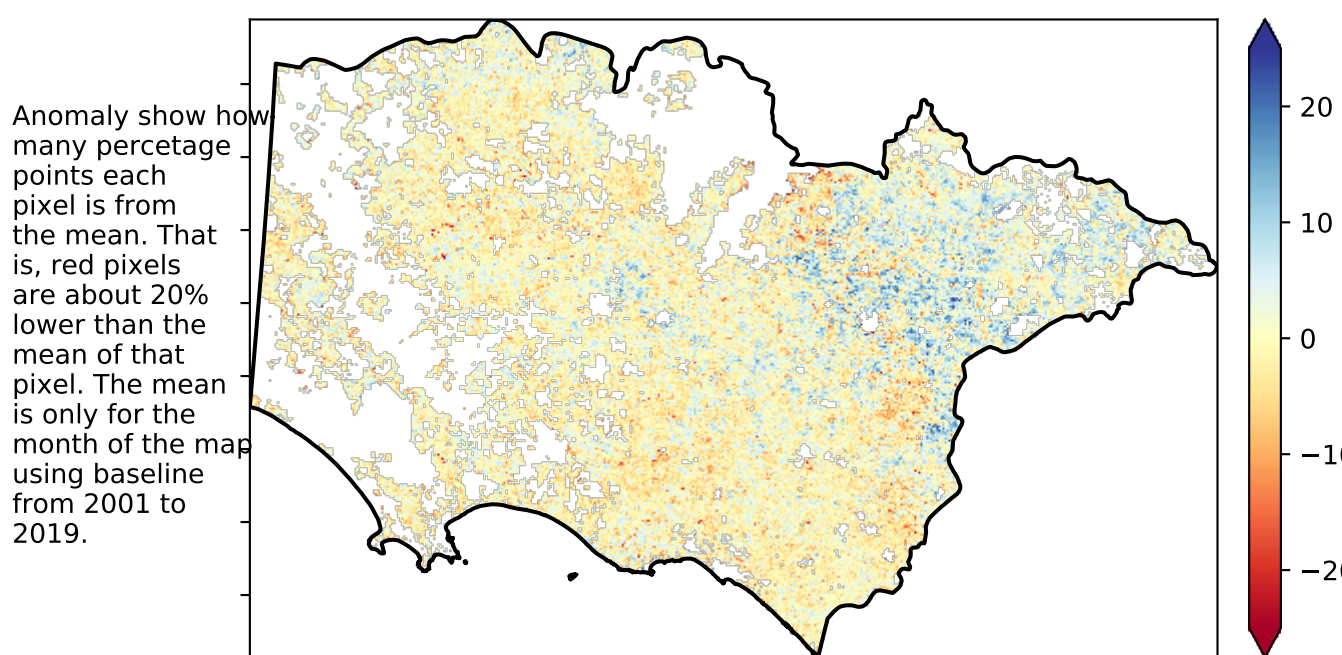 Anomaly show how
many percetage
points each
pixel is from
the mean. That
is, red pixels
are about 20%
lower than the
mean of that
pixel. The mean
is only for the
month of the map
using baseline
from 2001 to
2019.
20
10
0
−10
−20